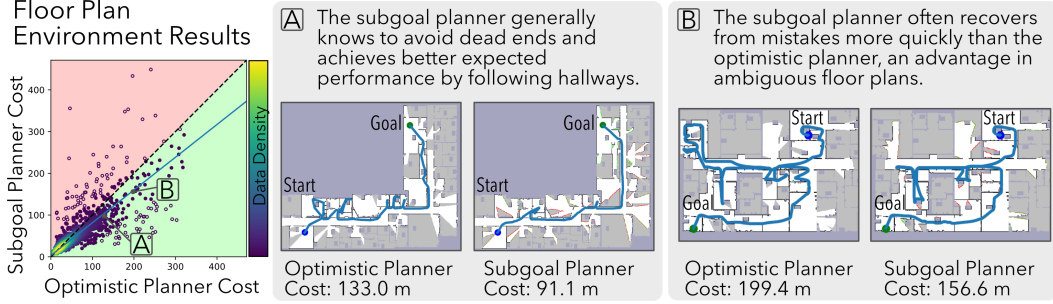 Floor Plan
Environment Results
Subgoal Planner Cost
400
300
200
100
0
0
100
200
300
400
Optimistic Planner Cost
Data Density
A
B
A
The subgoal planner generally
knows to avoid dead ends and
achieves better expected
performance by following hallways.
Goal
Start
Goal
Start
Optimistic Planner
Cost: 133.0 m
Subgoal Planner
Cost: 91.1 m
B
The subgoal planner often recovers
from mistakes more quickly than the
optimistic planner, an advantage in
ambiguous floor plans.
Start
Goal
Start
Goal
Optimistic Planner
Cost: 199.4 m
Subgoal Planner
Cost: 156.6 m